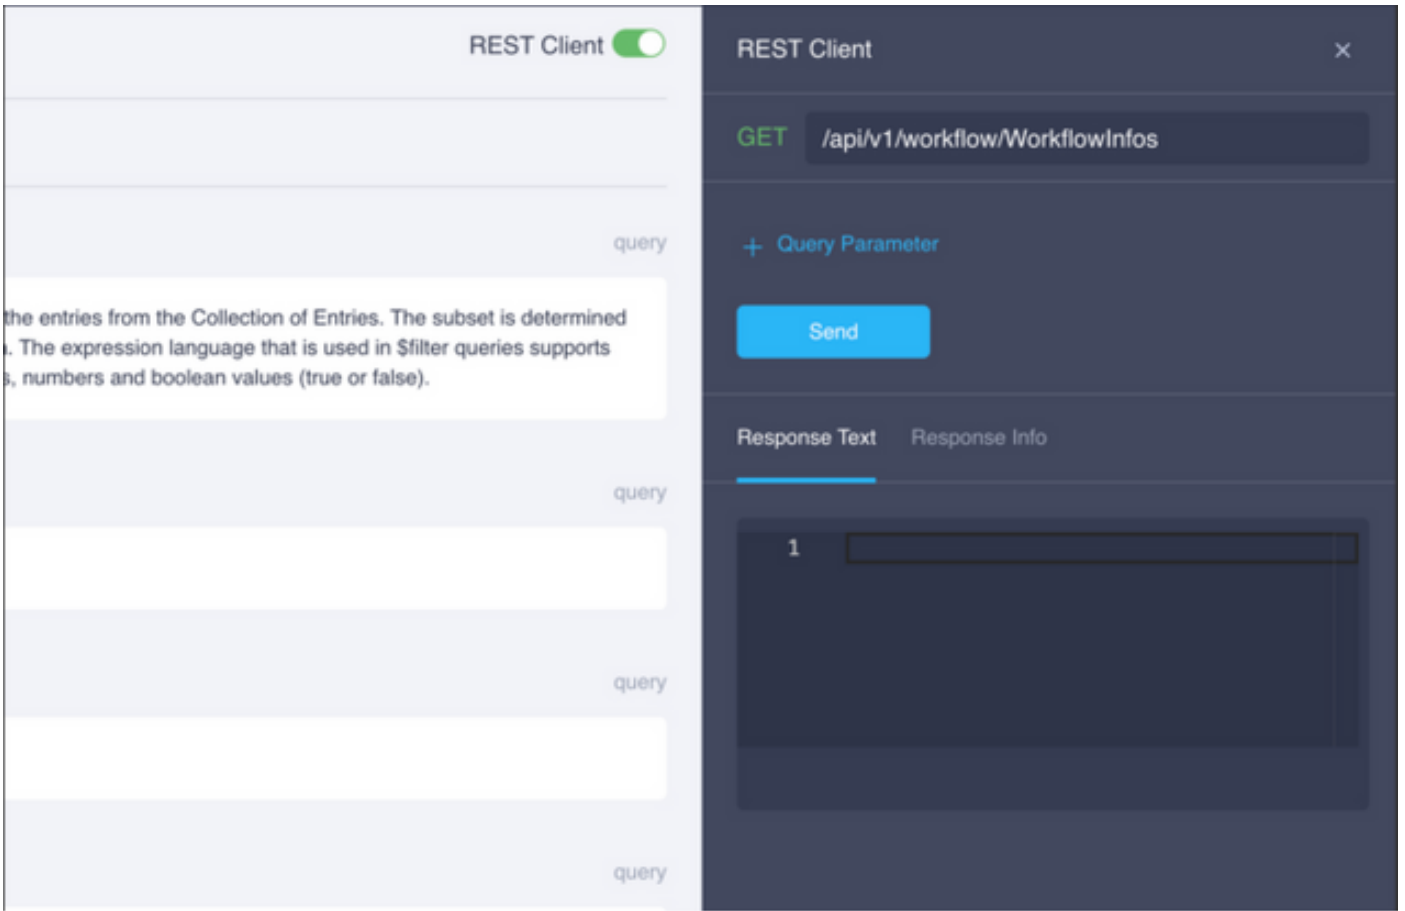 REST Client
query
the entries from the Collection of Entries. The subset is determined
. The expression language that is used in $filter queries supports
s, numbers and boolean values (true or false).
query
query
query
REST Client
GET /api/v1/workflow/WorkflowInfos
+ Query Parameter
Send
Response Text Response Info
1